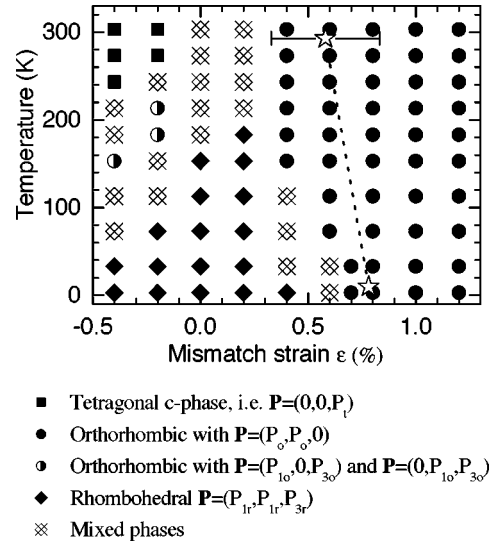 Temperature (K)
300
200
100
0
-0.5
0.0
0.5
1.0
Mismatch strain ε (%)
Tetragonal c-phase, i.e. P=(0,0,Pₜ)
Orthorhombic with P=(Pₒ,Pₒ,0)
Orthorhombic with P=(P₁ₒ,0,P₃ₒ) and P=(0,P₁ₒ,P₃ₒ)
Rhombohedral P=(P₁ᵣ,P₁ᵣ,P₃ᵣ)
Mixed phases